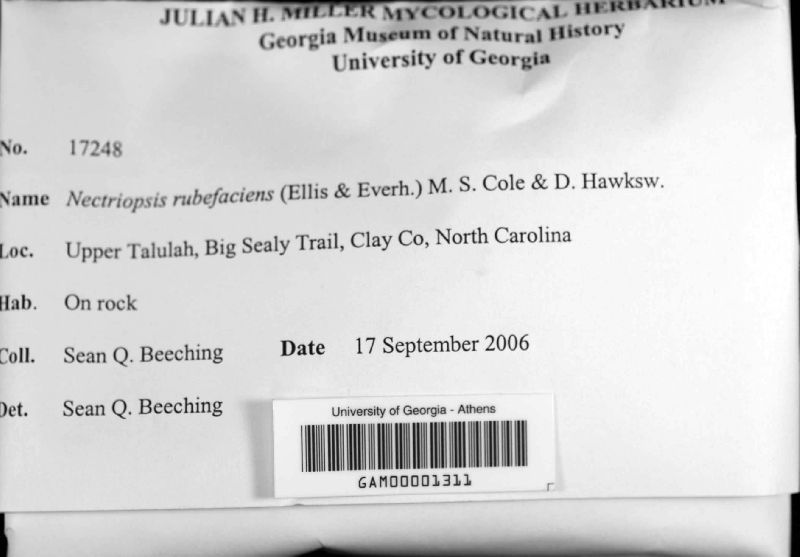 JULIAN H. MILLER MYCOLOGICAL HERBARIUM
Georgia Museum of Natural History
University of Georgia
No. 17248
Name Nectriopsis rubefaciens (Ellis & Everh.) M. S. Cole & D. Hawksw.
Loc. Upper Talulah, Big Sealy Trail, Clay Co, North Carolina
Hab. On rock
Coll. Sean Q. Beeching Date 17 September 2006
Det. Sean Q. Beeching
University of Georgia - Athens
GAM00001311